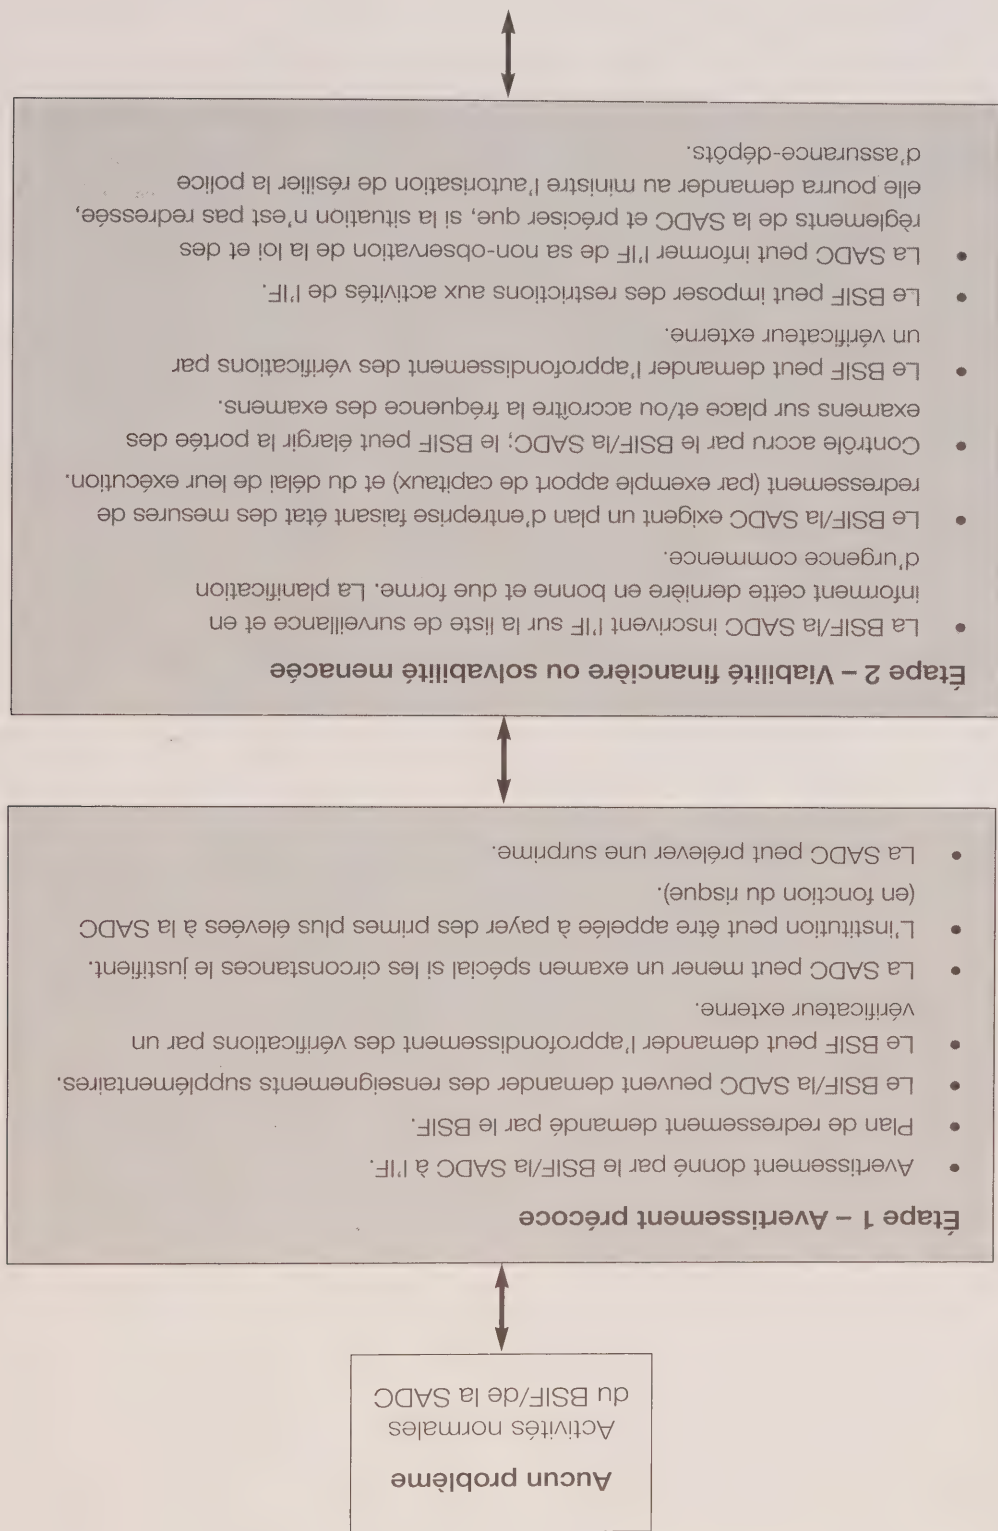 Aucun problème
Activités normales
du BSIF/de la SADC
Étape 1 – Avertissement précoce
• Avertissement donné par le BSIF/la SADC à l'IF.
• Plan de redressement demandé par le BSIF.
• Le BSIF/la SADC peuvent demander des renseignements supplémentaires.
• Le BSIF peut demander l'approfondissement des vérifications par un
vérificateur externe.
• La SADC peut mener un examen spécial si les circonstances le justifient.
• L'institution peut être appelée à payer des primes plus élevées à la SADC
(en fonction du risque).
• La SADC peut prélever une surprime.
Étape 2 – Viabilité financière ou solvabilité menacée
• La BSIF/la SADC inscrivent l'IF sur la liste de surveillance et en
informent cette dernière en bonne et due forme. La planification
d'urgence commence.
• Le BSIF/la SADC exigent un plan d'entreprise faisant état des mesures de
redressement (par exemple apport de capitaux) et du délai de leur exécution.
• Contrôle accru par le BSIF/la SADC; le BSIF peut élargir la portée des
examens sur place et/ou accroître la fréquence des examens.
• Le BSIF peut demander l'approfondissement des vérifications par
un vérificateur externe.
• Le BSIF peut imposer des restrictions aux activités de l'IF.
• La SADC peut informer l'IF de sa non-observation de la loi et des
règlements de la SADC et préciser que, si la situation n'est pas redressée,
elle pourra demander au ministre l'autorisation de résilier la police
d'assurance-dépôts.